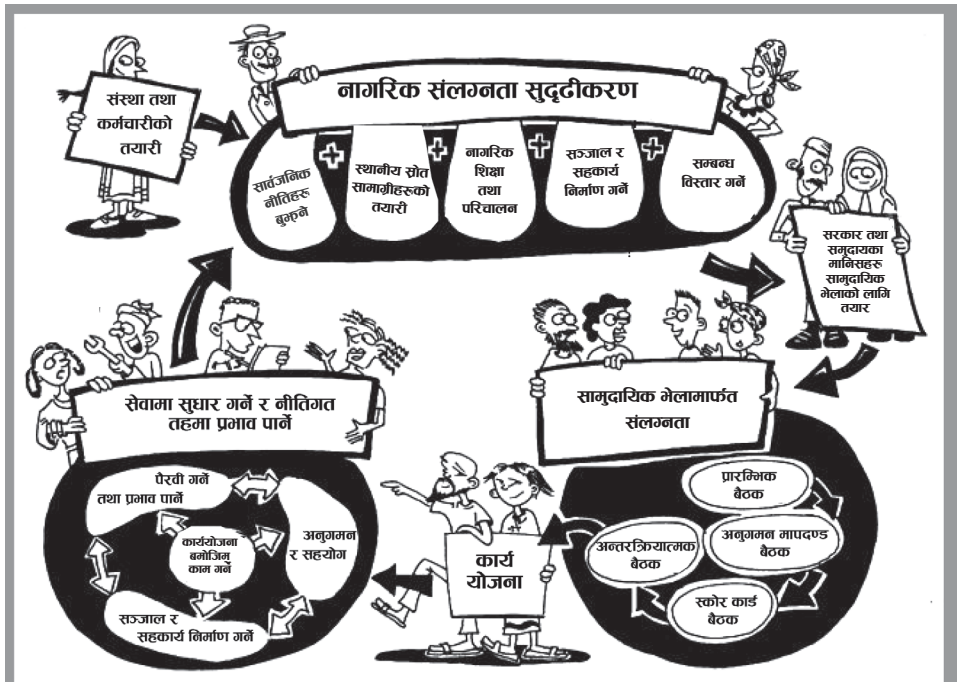 संस्था तथा
कर्मचारीको
तयारी
नागरिक संलग्नता सुदृढीकरण
सार्वजनिक
नीतिहरू
बुझ्ने
स्थानीय स्रोत
सामाग्रीहरूको
तयारी
नागरिक
शिक्षा
तथा
परिचालन
सञ्जाल र
सहकार्य
निर्माण गर्ने
सम्बन्ध
विस्तार गर्ने
सरकार तथा
समुदायका
मानिसहरू
सामुदायिक
भेलाको लागि
तयार
सामुदायिक भेलामार्फत
संलग्नता
प्रारम्भिक
बैठक
अनुगमन मापदण्ड
बैठक
स्कोर कार्ड
बैठक
अन्तरक्रियात्मक
बैठक
कार्य
योजना
सेवामा सुधार गर्ने र नीतिगत
तहमा प्रभाव पार्ने
पैरवी गर्ने
तथा प्रभाव पार्ने
अनुगमन
र सहयोग
कार्ययोजना
बमोजिम
काम गर्ने
सञ्जाल र
सहकार्य निर्माण गर्ने